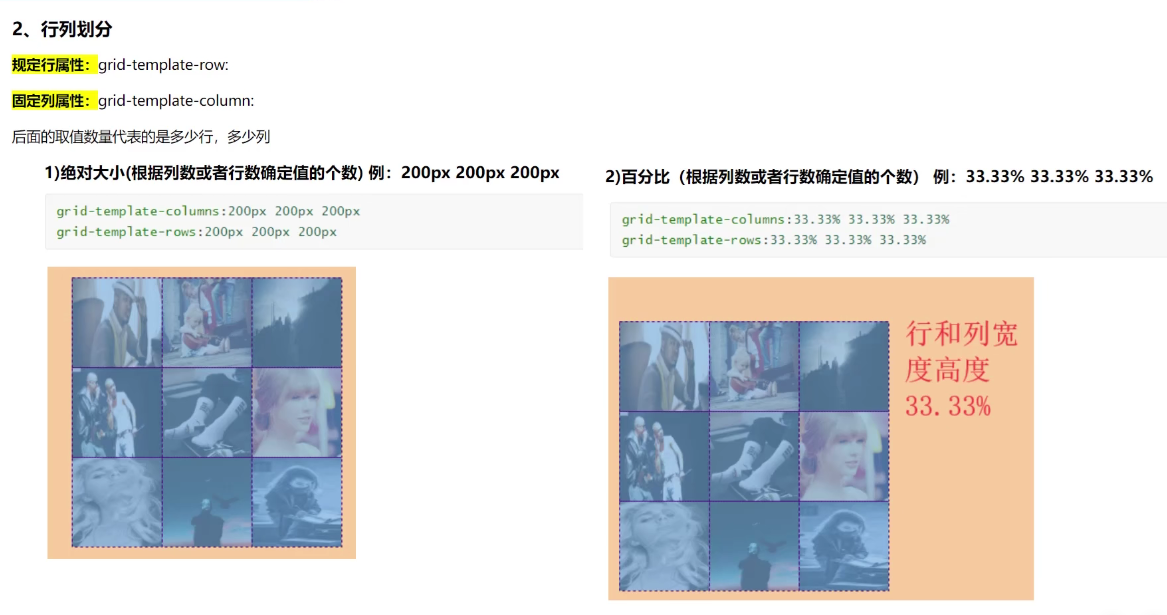 2、行列划分
规定行属性：grid-template-row:
固定列属性：grid-template-column:
后面的取值数量代表的是多少行，多少列
1)绝对大小(根据列数或者行数确定值的个数) 例：200px 200px 200px
grid-template-columns:200px 200px 200px
grid-template-rows:200px 200px 200px
2)百分比（根据列数或者行数确定值的个数） 例：33.33% 33.33% 33.33%
grid-template-columns:33.33% 33.33% 33.33%
grid-template-rows:33.33% 33.33% 33.33%
行和列宽
度高度
33.33%